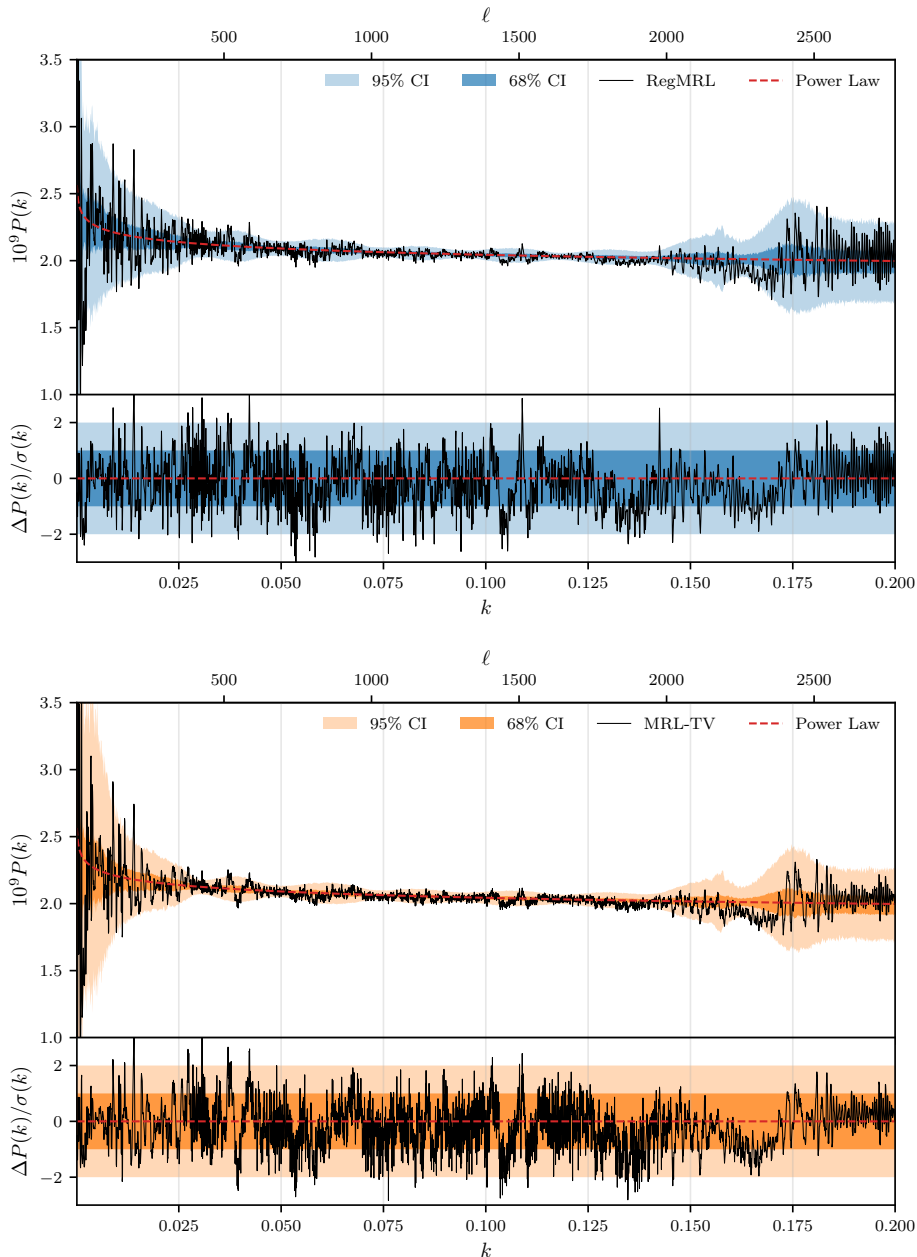 ℓ
500 1000 1500 2000 2500
95% CI 68% CI RegMRL Power Law
3.5
3.0
2.5
2.0
1.5
1.0
10⁹P(k)
2
0
−2
ΔP(k)/σ(k)
0.025 0.050 0.075 0.100 0.125 0.150 0.175 0.200
k
ℓ
500 1000 1500 2000 2500
95% CI 68% CI MRL-TV Power Law
3.5
3.0
2.5
2.0
1.5
1.0
10⁹P(k)
2
0
−2
ΔP(k)/σ(k)
0.025 0.050 0.075 0.100 0.125 0.150 0.175 0.200
k